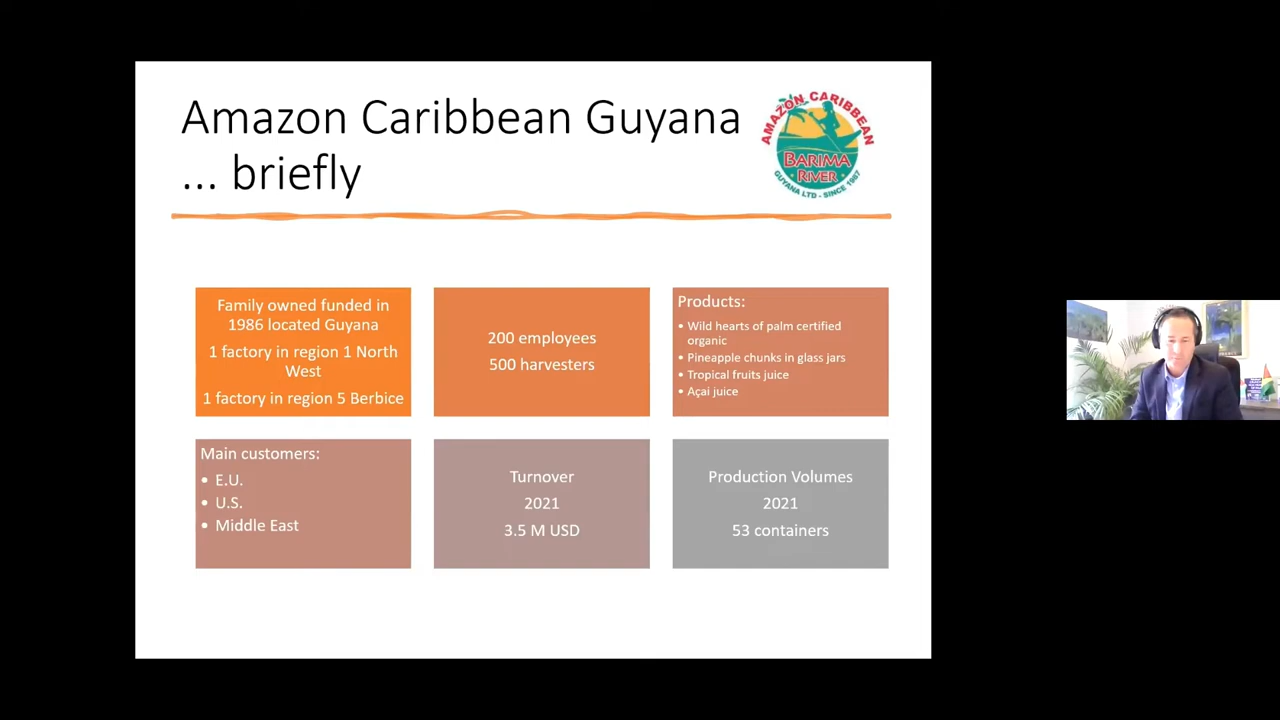 Amazon Caribbean Guyana
... briefly
AMAZON CARIBBEAN
BARIMA
RIVER
GUYANA LTD - SINCE 1987
Family owned funded in
1986 located Guyana
1 factory in region 1 North
West
1 factory in region 5 Berbice
200 employees
500 harvesters
Products:
• Wild hearts of palm certified
organic
• Pineapple chunks in glass jars
• Tropical fruits juice
• Açai juice
Main customers:
• E.U.
• U.S.
• Middle East
Turnover
2021
3.5 M USD
Production Volumes
2021
53 containers